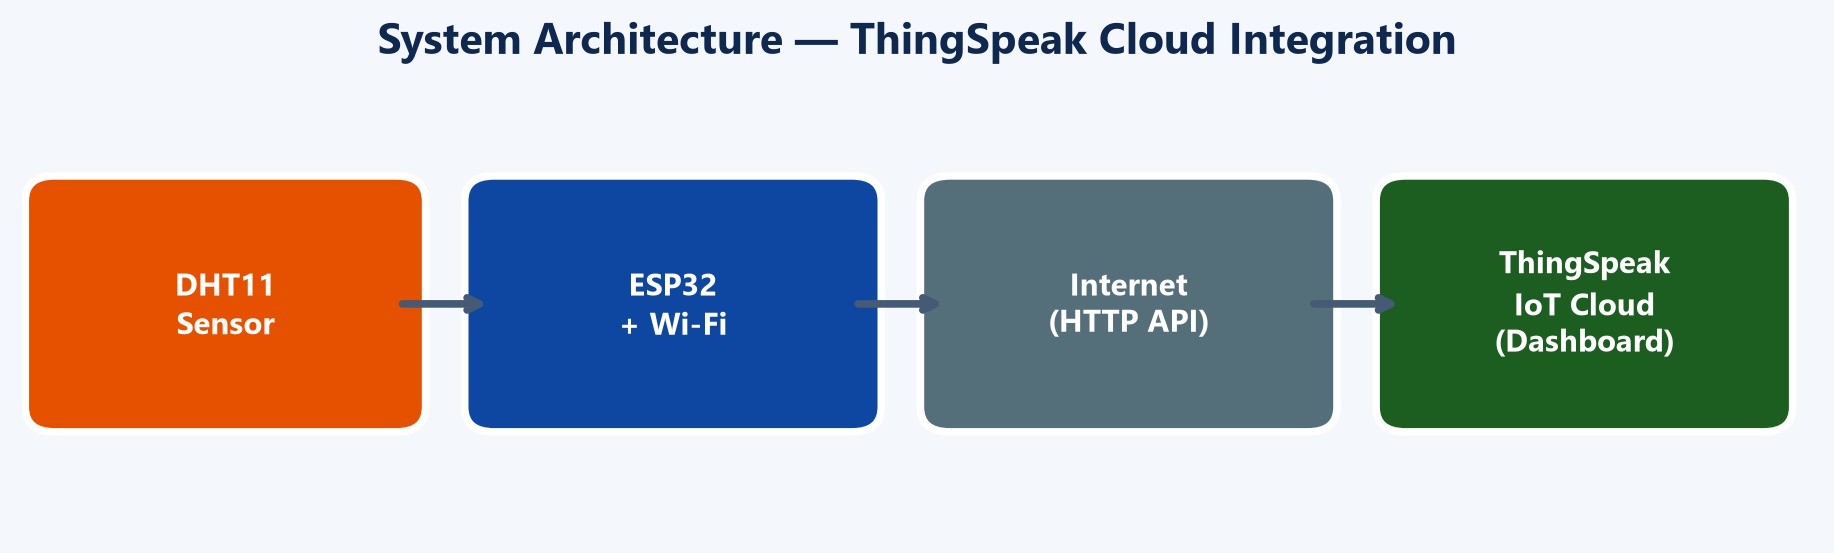 System Architecture — ThingSpeak Cloud Integration
DHT11
Sensor
ESP32
+ Wi-Fi
Internet
(HTTP API)
ThingSpeak
IoT Cloud
(Dashboard)